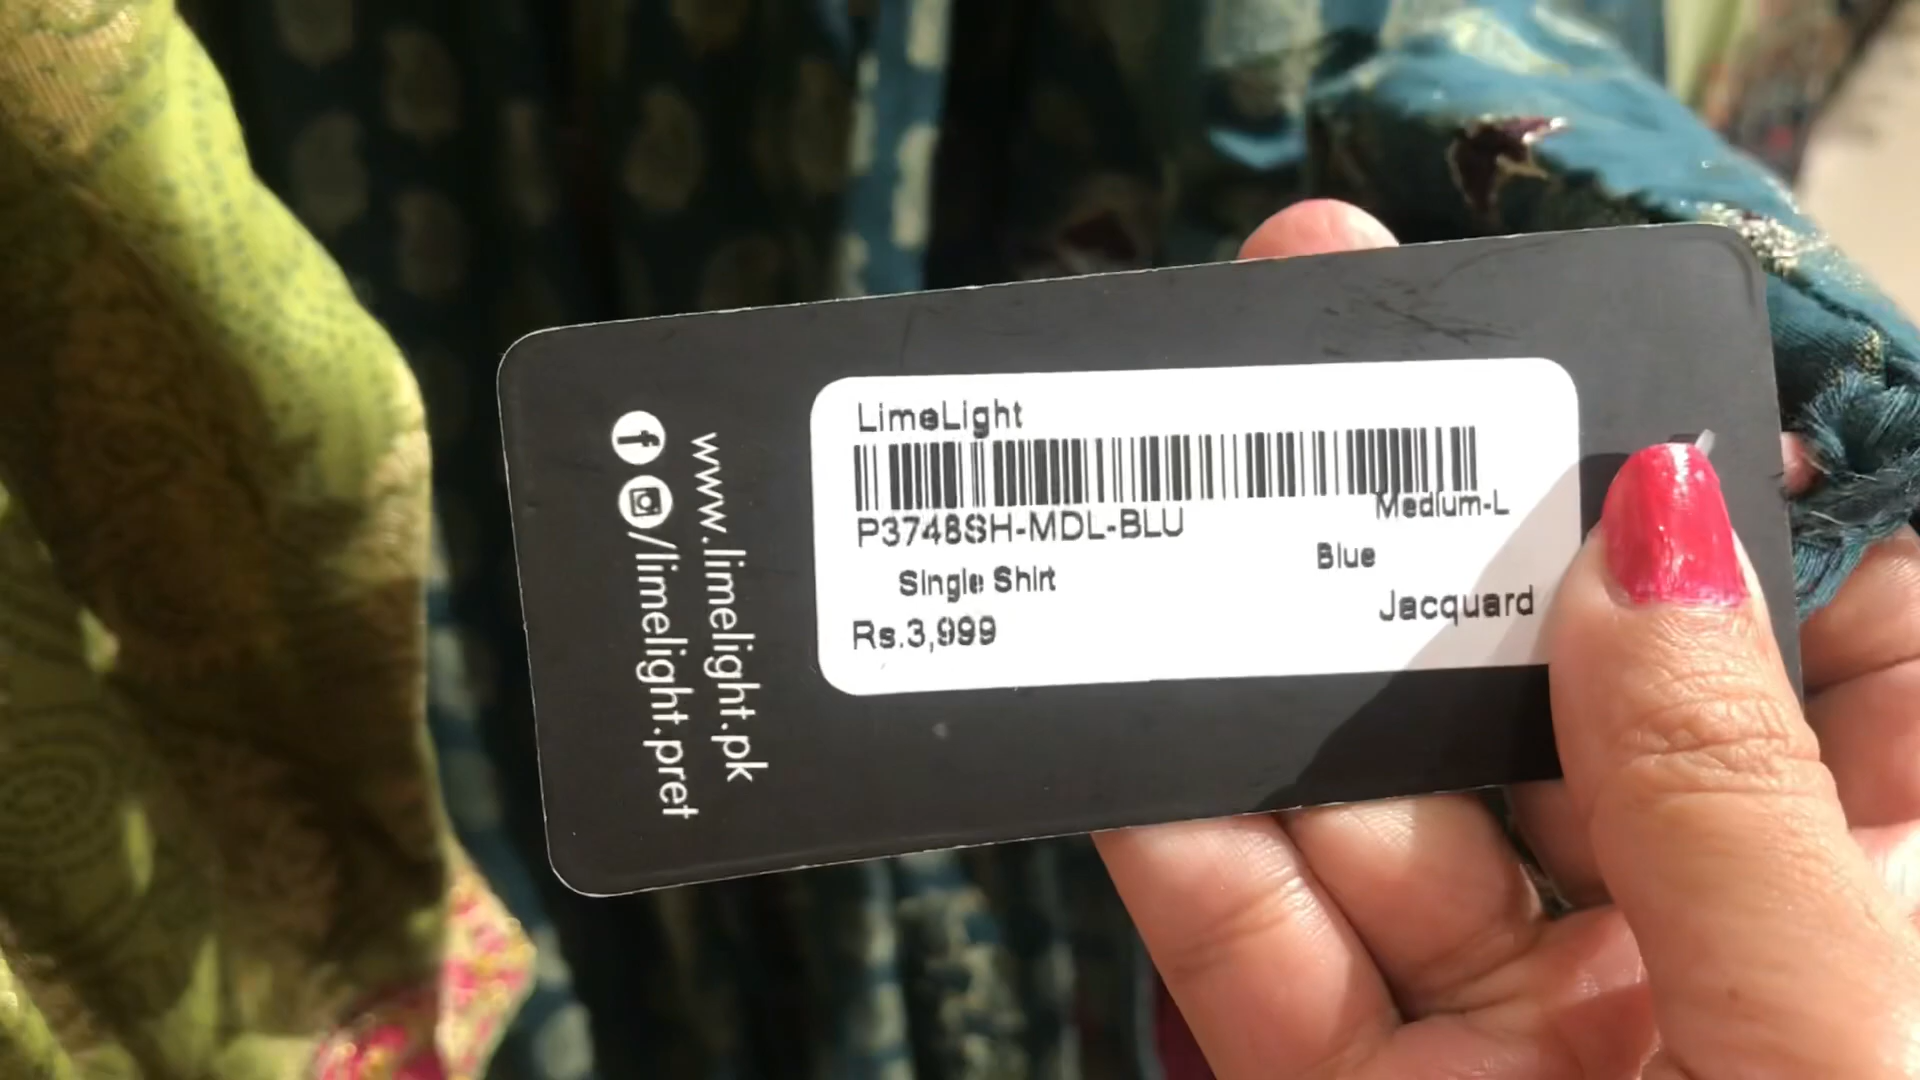 LimeLight
P3748SH-MDL-BLU
Medium-L
Single Shirt
Blue
Rs.3,999
Jacquard
www.limelight.pk
/limelight.pret